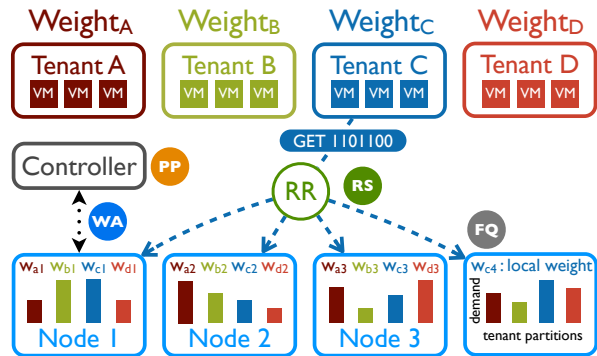 WeightA WeightB WeightC WeightD
Tenant A Tenant B Tenant C Tenant D
VM VM VM VM VM VM VM VM VM VM VM VM
GET 1101100
Controller PP
RR RS
WA FQ
wa1 wb1 wc1 wd1 wa2 wb2 wc2 wd2 wa3 wb3 wc3 wd3 wc4 : local weight
demand
Node 1 Node 2 Node 3 tenant partitions